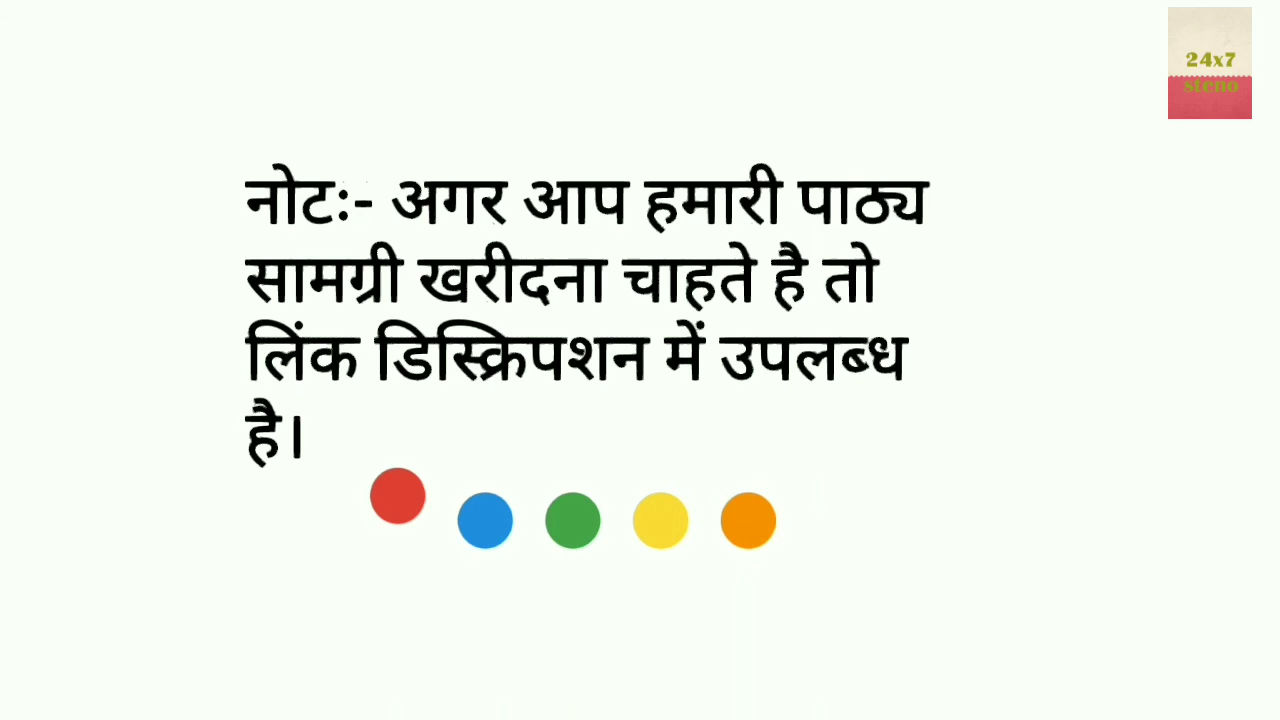 24x7
steno
नोटः- अगर आप हमारी पाठ्य
सामग्री खरीदना चाहते है तो
लिंक डिस्क्रिपशन में उपलब्ध
है।